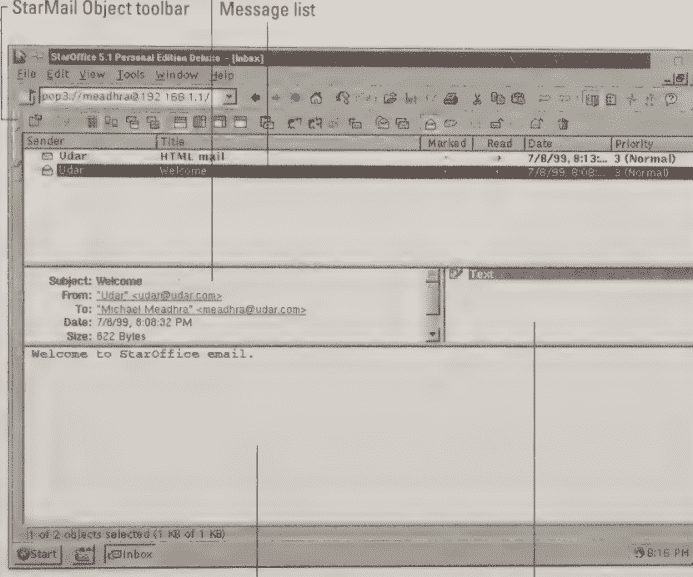 StarMail Object toolbar Message list
StarOffice 5.1 Personal Edition Deluxe - [Inbox]
File Edit View Tools Window Help
pop3://meadhra@192.168.1.1/
Sender Title Marked Read Date Priority
Udar HTML mail 7/8/99, 8:13:... 3 (Normal)
Udar Welcome 7/8/99, 8:08:... 3 (Normal)
Subject: Welcome
From: "Udar" <udar@udar.com>
To: "Michael Meadhra" <meadhra@udar.com>
Date: 7/8/99, 8:08:32 PM
Size: 622 Bytes
Text
Welcome to StarOffice email.
1 of 2 objects selected (1 KB of 1 KB)
Start Inbox 8:16 PM